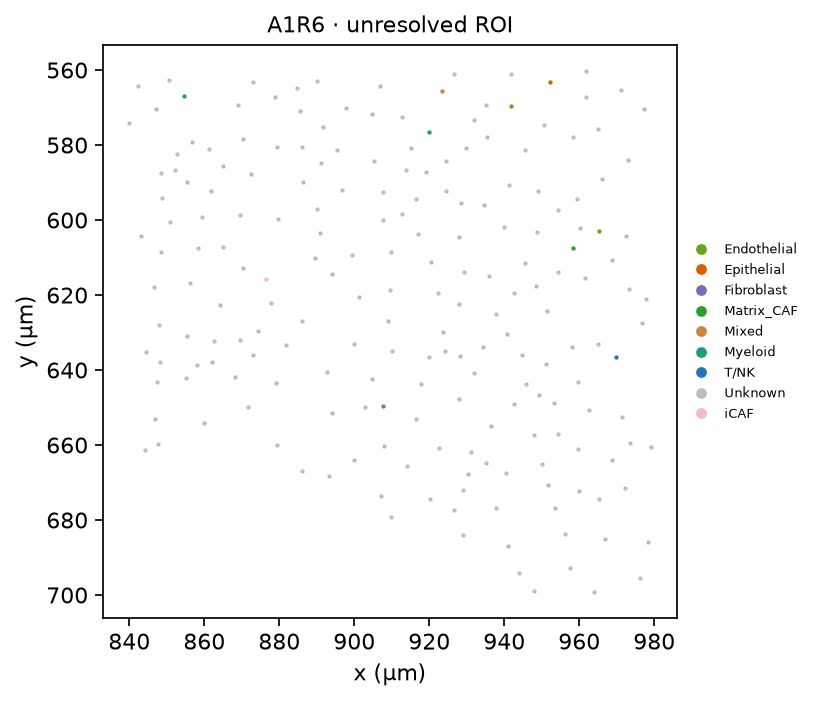 A1R6 · unresolved ROI
560
580
600
620
640
660
680
700
y (µm)
840 860 880 900 920 940 960 980
x (µm)
Endothelial
Epithelial
Fibroblast
Matrix_CAF
Mixed
Myeloid
T/NK
Unknown
iCAF